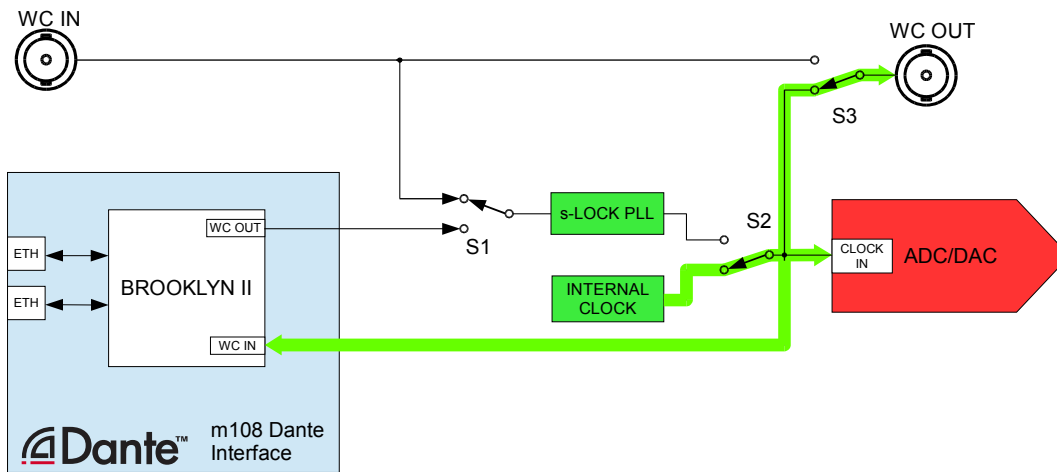 WC IN
WC OUT
S3
S1
s-LOCK PLL
S2
WC OUT
ETH
ETH
BROOKLYN II
WC IN
INTERNAL
CLOCK
CLOCK
IN
ADC/DAC
Dante™
m108 Dante
Interface